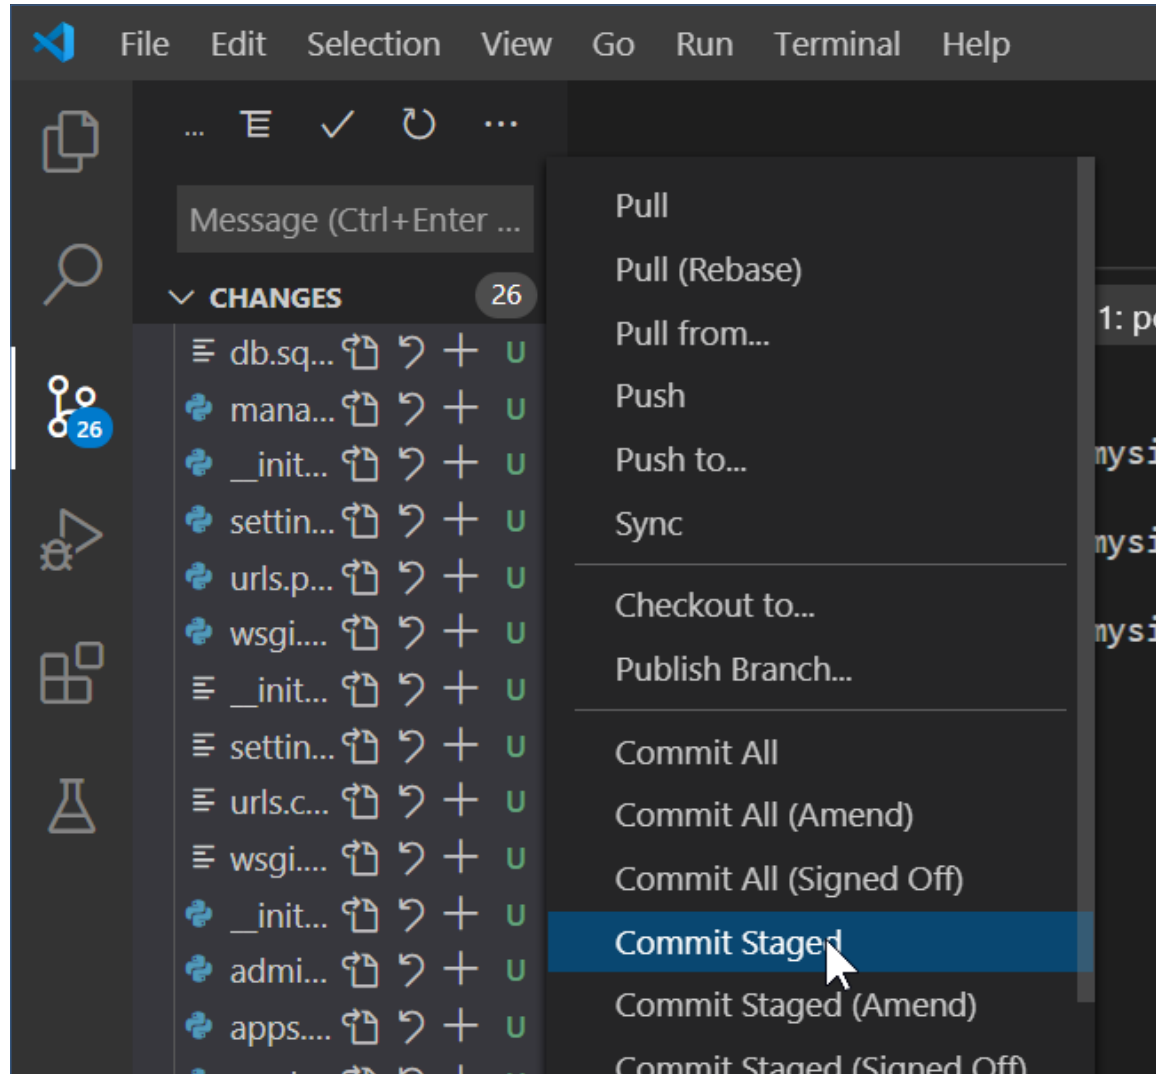 File Edit Selection View Go Run Terminal Help
...
Message (Ctrl+Enter ...
CHANGES 26
26
db.sq... U
mana... U
__init... U
settin... U
urls.p... U
wsgi.... U
__init... U
settin... U
urls.c... U
wsgi.... U
__init... U
admi... U
apps.... U
Pull
Pull (Rebase)
Pull from...
Push
Push to...
Sync
Checkout to...
Publish Branch...
Commit All
Commit All (Amend)
Commit All (Signed Off)
Commit Staged
Commit Staged (Amend)
Commit Staged (Signed Off)
1: po
mysi
mysi
mysi